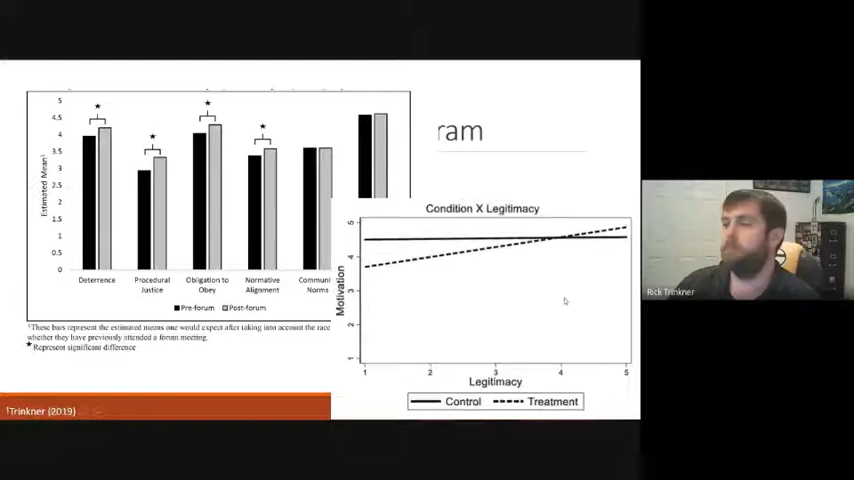 ram
5
4.5
4
3.5
3
2.5
2
1.5
1
0.5
0
Estimated Mean¹
★
★
★
★
Deterrence
Procedural Justice
Obligation to Obey
Normative Alignment
Communi
Norms
Pre-forum
Post-forum
¹These bars represent the estimated means one would expect after taking into account the race
whether they have previously attended a forum meeting.
★Represent significant difference
Condition X Legitimacy
5
4
3
2
1
Motivation
1 2 3 4 5
Legitimacy
Control Treatment
¹Trinkner (2019)
Rick Trinkner